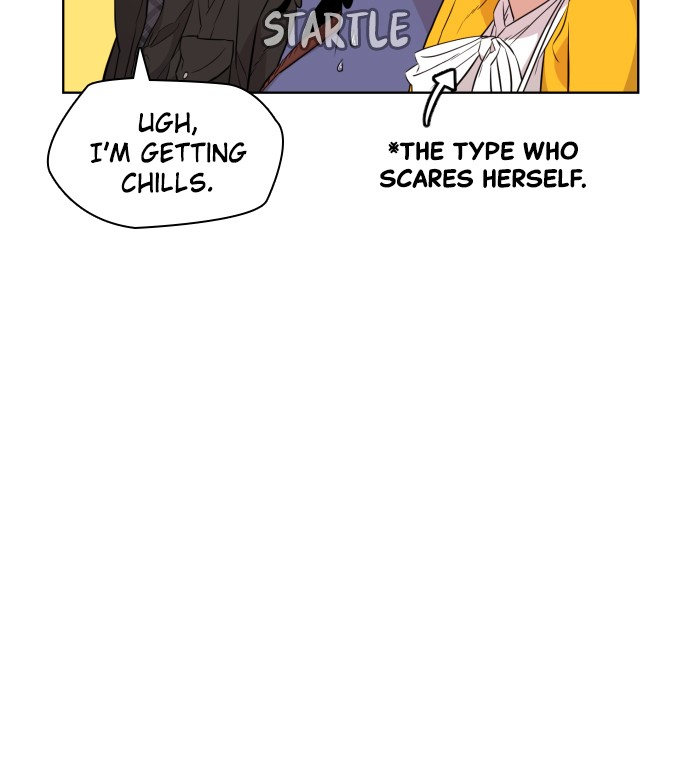 STARTLE
UGH,
I'M GETTING
CHILLS.
*THE TYPE WHO
SCARES HERSELF.